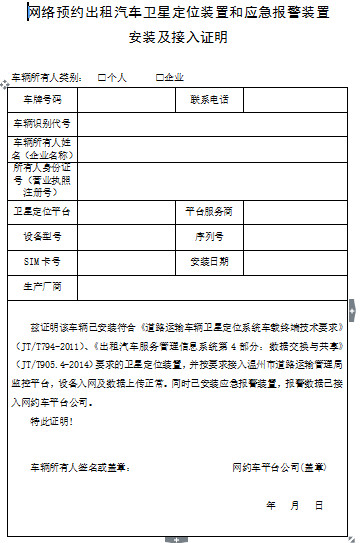 网络预约出租汽车卫星定位装置和应急报警装置
安装及接入证明
车辆所有人类别： □个人 □企业
车牌号码 联系电话
车辆识别代号
车辆所有人姓
名（企业名称）
所有人身份证
号（营业执照
注册号）
卫星定位平台 平台服务商
设备型号 序列号
SIM卡号 安装日期
生产厂商
兹证明该车辆已安装符合《道路运输车辆卫星定位系统车载终端技术要求》
（JT/T794-2011）、《出租汽车服务管理信息系统第4部分：数据交换与共享》
（JT/T905.4-2014）要求的卫星定位装置，并按要求接入温州市道路运输管理局
监控平台，设备入网及数据上传正常。同时已安装应急报警装置，报警数据已接
入网约车平台公司。
特此证明！
车辆所有人签名或盖章： 网约车平台公司(盖章)
年 月 日